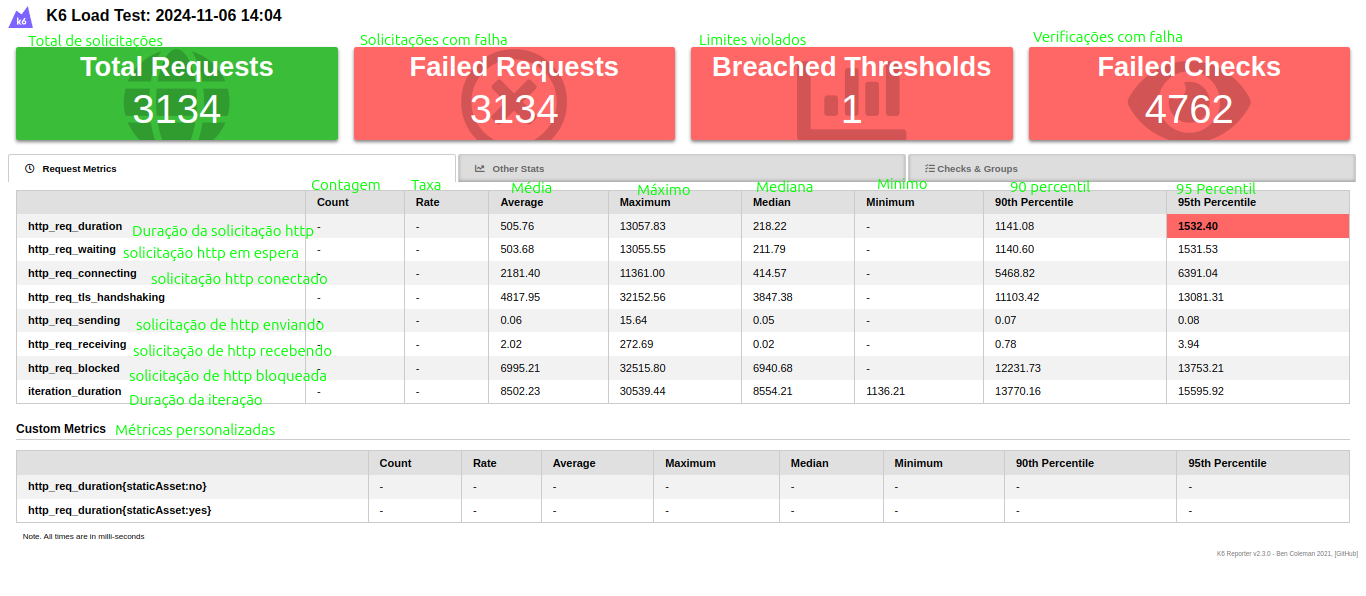 k6
K6 Load Test: 2024-11-06 14:04
Total de solicitações
Solicitações com falha
Limites violados
Verificações com falha
Total Requests
3134
Failed Requests
3134
Breached Thresholds
1
Failed Checks
4762
Request Metrics
Other Stats
Checks & Groups
Contagem Taxa Média Máximo Mediana Mínimo 90 percentil 95 Percentil
Count Rate Average Maximum Median Minimum 90th Percentile 95th Percentile
http_req_duration Duração da solicitação http - - 505.76 13057.83 218.22 - 1141.08 1532.40
http_req_waiting solicitação http em espera - - 503.68 13055.55 211.79 - 1140.60 1531.53
http_req_connecting solicitação http conectado - - 2181.40 11361.00 414.57 - 5468.82 6391.04
http_req_tls_handshaking - - 4817.95 32152.56 3847.38 - 11103.42 13081.31
http_req_sending solicitação de http enviando - - 0.06 15.64 0.05 - 0.07 0.08
http_req_receiving solicitação de http recebendo - - 2.02 272.69 0.02 - 0.78 3.94
http_req_blocked solicitação de http bloqueada - - 6995.21 32515.80 6940.68 - 12231.73 13753.21
iteration_duration Duração da iteração - - 8502.23 30539.44 8554.21 1136.21 13770.16 15595.92
Custom Metrics Métricas personalizadas
Count Rate Average Maximum Median Minimum 90th Percentile 95th Percentile
http_req_duration{staticAsset:no} - - - - - - - -
http_req_duration{staticAsset:yes} - - - - - - - -
Note. All times are in milli-seconds
K6 Reporter v2.3.0 - Ben Coleman 2021, [GitHub]